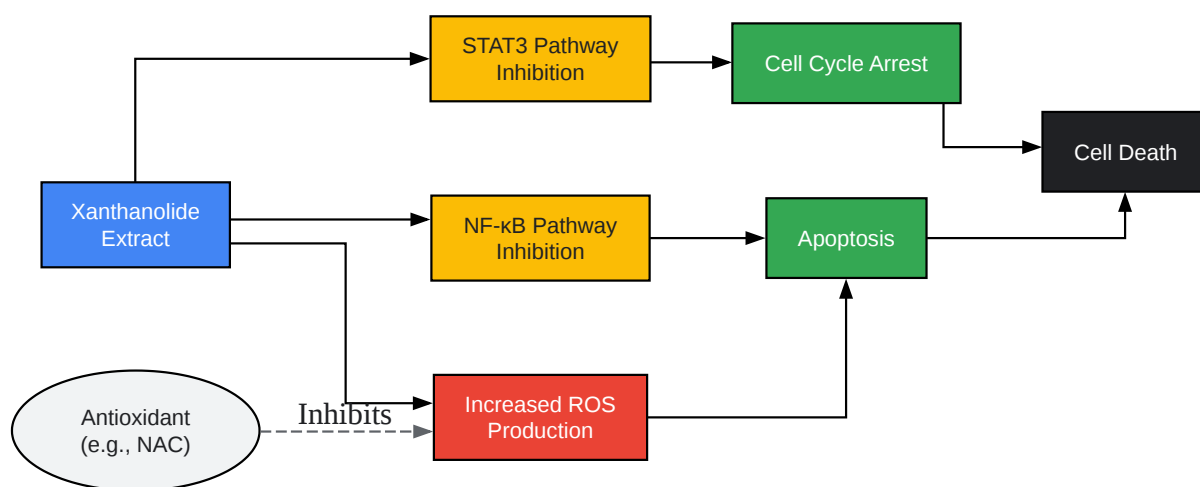 STAT3 Pathway
Inhibition
Cell Cycle Arrest
Cell Death
Xanthanolide
Extract
NF-κB Pathway
Inhibition
Apoptosis
Antioxidant
(e.g., NAC)
Inhibits
Increased ROS
Production